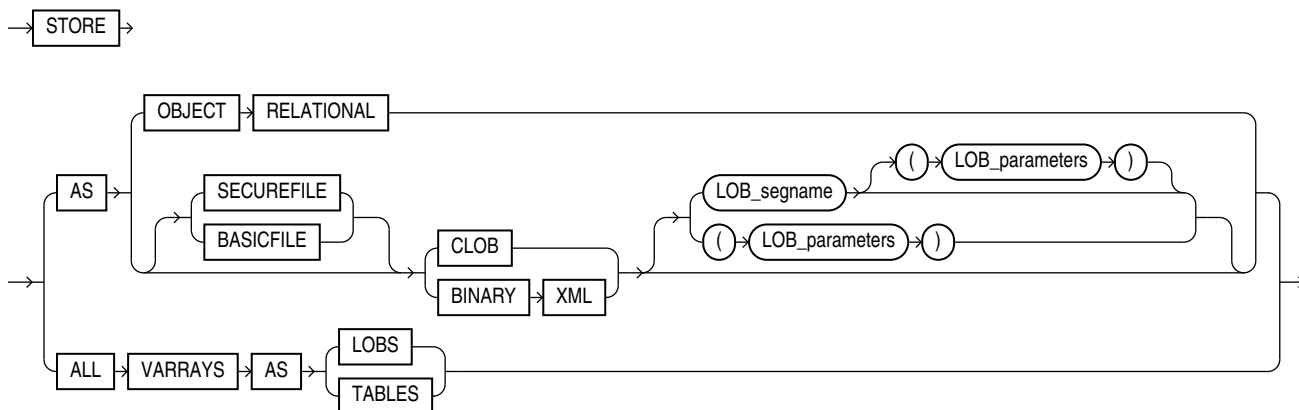 STORE
OBJECT RELATIONAL
( LOB_parameters )
AS SECUREFILE LOB_segname
BASICFILE CLOB ( LOB_parameters )
BINARY XML
LOBS
ALL VARRAYS AS
TABLES